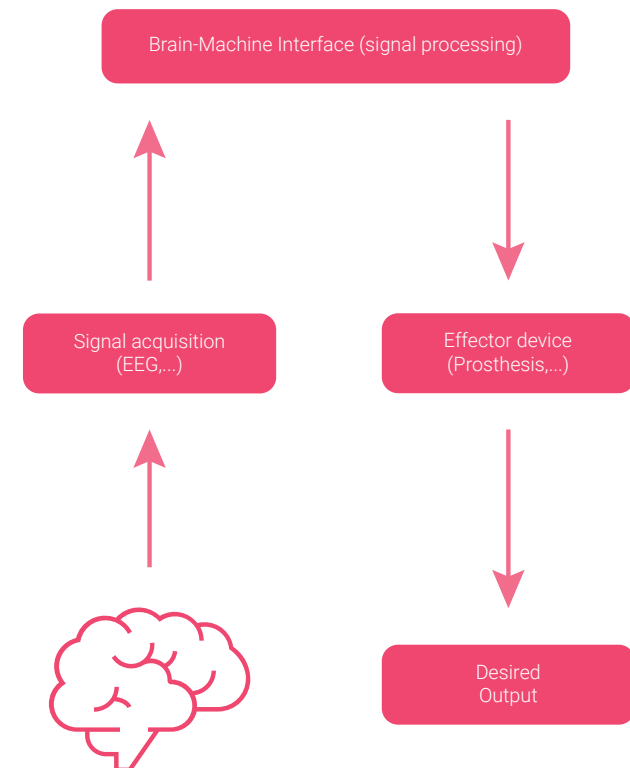 Brain-Machine Interface (signal processing)
Signal acquisition
(EEG,...)
Effector device
(Prosthesis,...)
Desired
Output